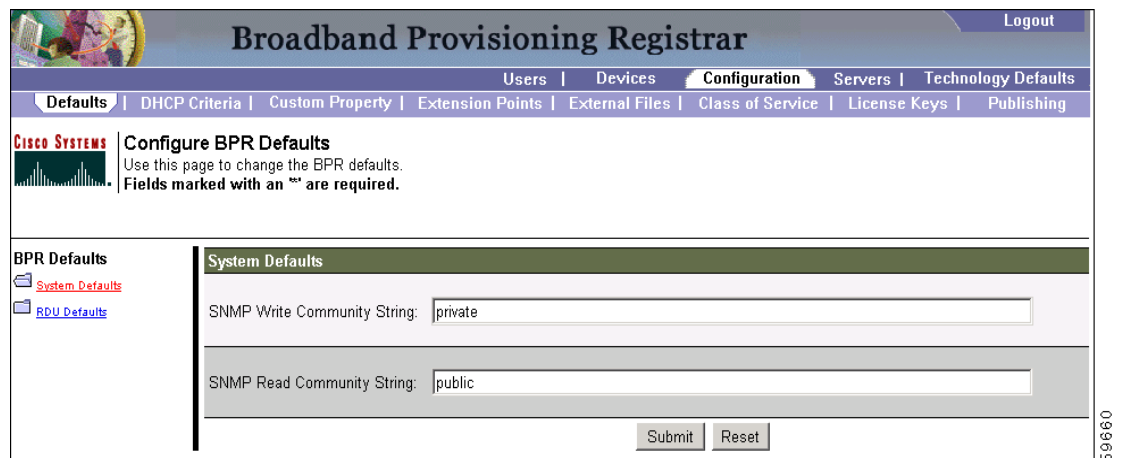 Broadband Provisioning Registrar
Logout
Users | Devices Configuration Servers | Technology Defaults
Defaults | DHCP Criteria | Custom Property | Extension Points | External Files | Class of Service | License Keys | Publishing
CISCO SYSTEMS
Configure BPR Defaults
Use this page to change the BPR defaults.
Fields marked with an "*" are required.
BPR Defaults
System Defaults
RDU Defaults
System Defaults
SNMP Write Community String: private
SNMP Read Community String: public
Submit Reset